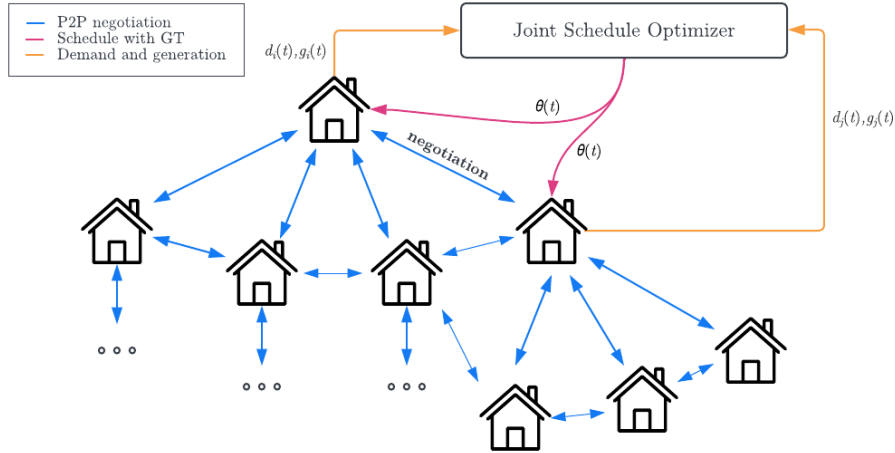 P2P negotiation
Schedule with GT
Demand and generation
Joint Schedule Optimizer
d_i(t),g_i(t)
θ(t)
d_j(t),g_j(t)
negotiation
θ(t)